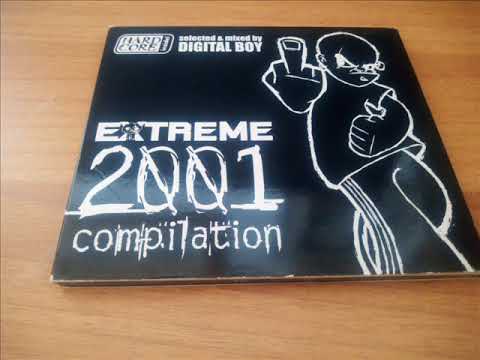 HARD
CORE
selected & mixed by
DIGITAL BOY
EXTREME
2001
compilation